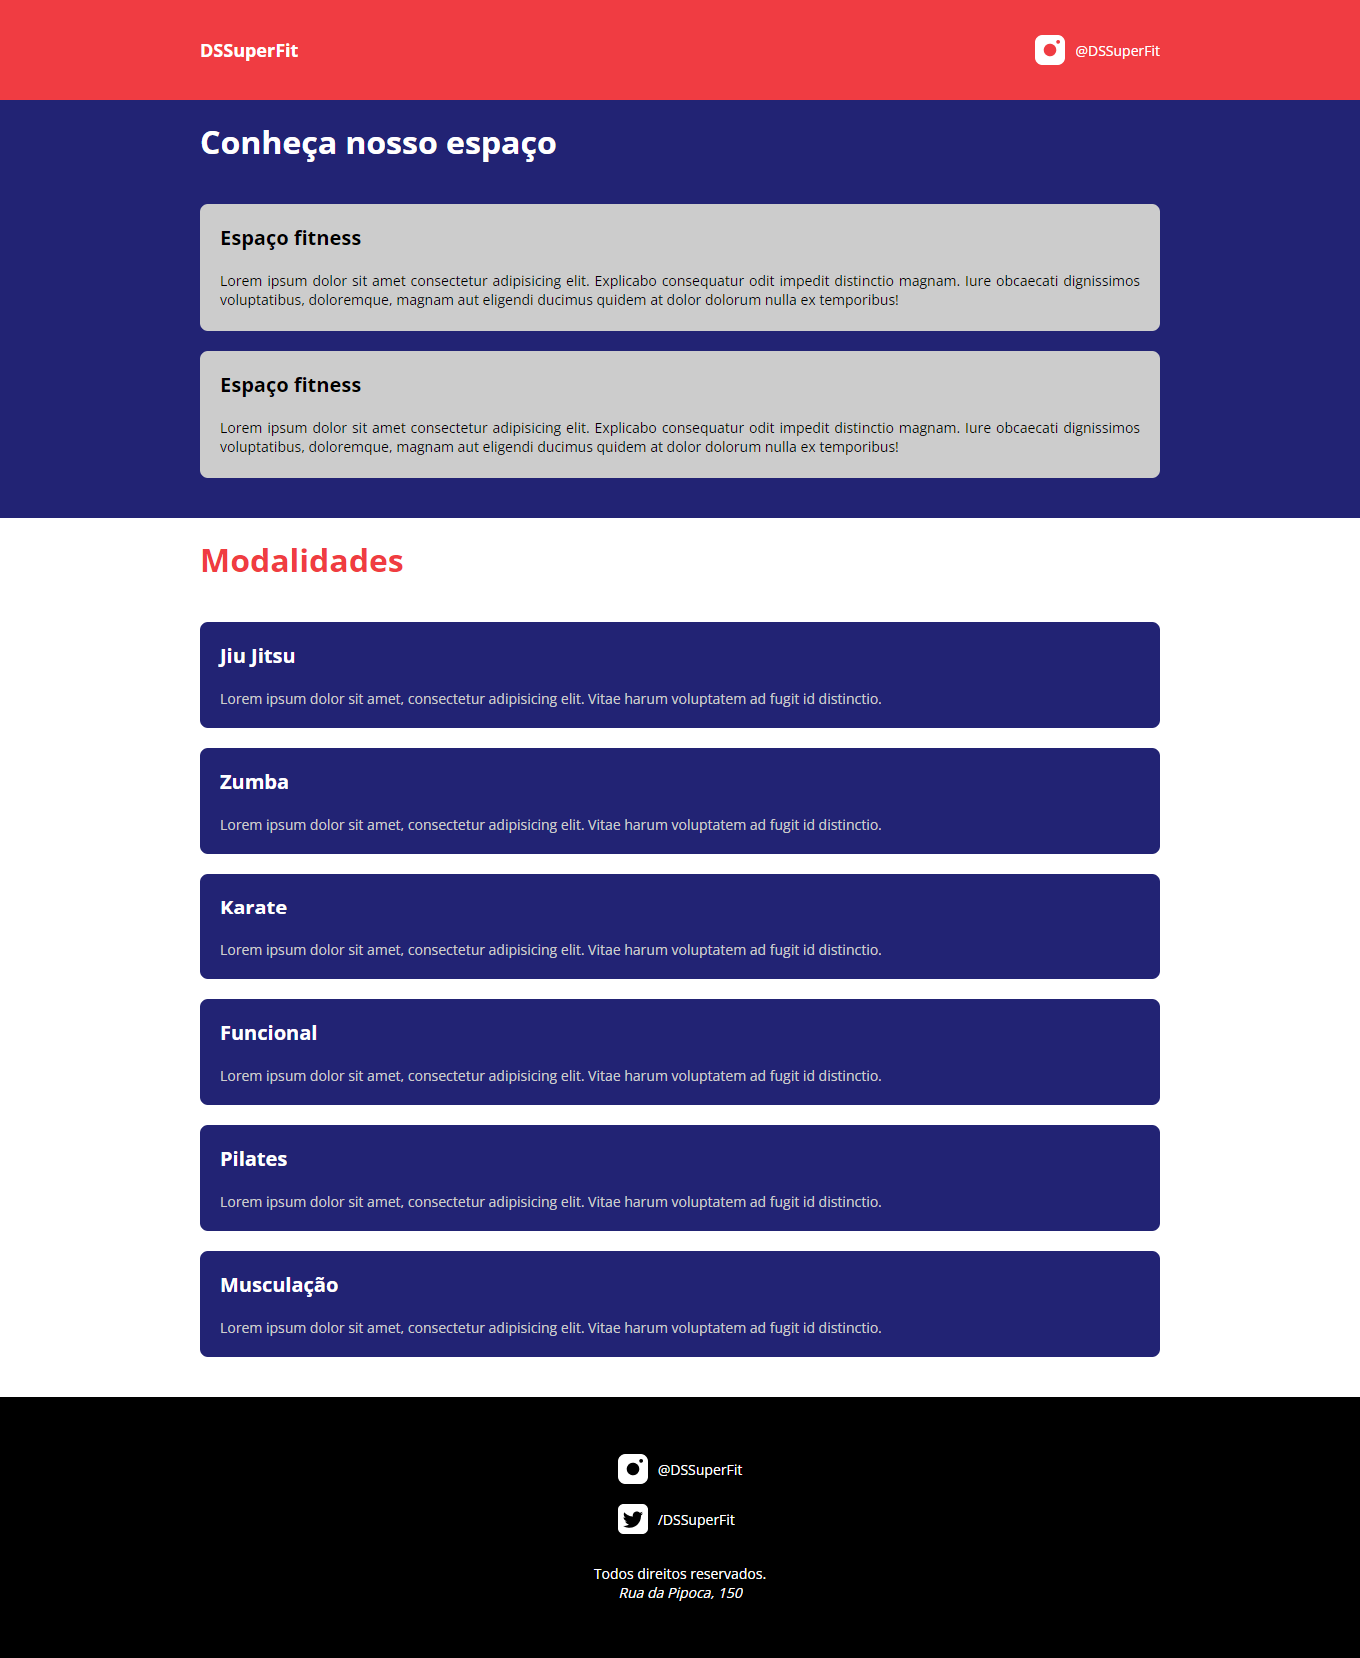 DSSuperFit
@DSSuperFit
Conheça nosso espaço
Espaço fitness
Lorem ipsum dolor sit amet consectetur adipisicing elit. Explicabo consequatur odit impedit distinctio magnam. Iure obcaecati dignissimos
voluptatibus, doloremque, magnam aut eligendi ducimus quidem at dolor dolorum nulla ex temporibus!
Espaço fitness
Lorem ipsum dolor sit amet consectetur adipisicing elit. Explicabo consequatur odit impedit distinctio magnam. Iure obcaecati dignissimos
voluptatibus, doloremque, magnam aut eligendi ducimus quidem at dolor dolorum nulla ex temporibus!
Modalidades
Jiu Jitsu
Lorem ipsum dolor sit amet, consectetur adipisicing elit. Vitae harum voluptatem ad fugit id distinctio.
Zumba
Lorem ipsum dolor sit amet, consectetur adipisicing elit. Vitae harum voluptatem ad fugit id distinctio.
Karate
Lorem ipsum dolor sit amet, consectetur adipisicing elit. Vitae harum voluptatem ad fugit id distinctio.
Funcional
Lorem ipsum dolor sit amet, consectetur adipisicing elit. Vitae harum voluptatem ad fugit id distinctio.
Pilates
Lorem ipsum dolor sit amet, consectetur adipisicing elit. Vitae harum voluptatem ad fugit id distinctio.
Musculação
Lorem ipsum dolor sit amet, consectetur adipisicing elit. Vitae harum voluptatem ad fugit id distinctio.
@DSSuperFit
/DSSuperFit
Todos direitos reservados.
Rua da Pipoca, 150